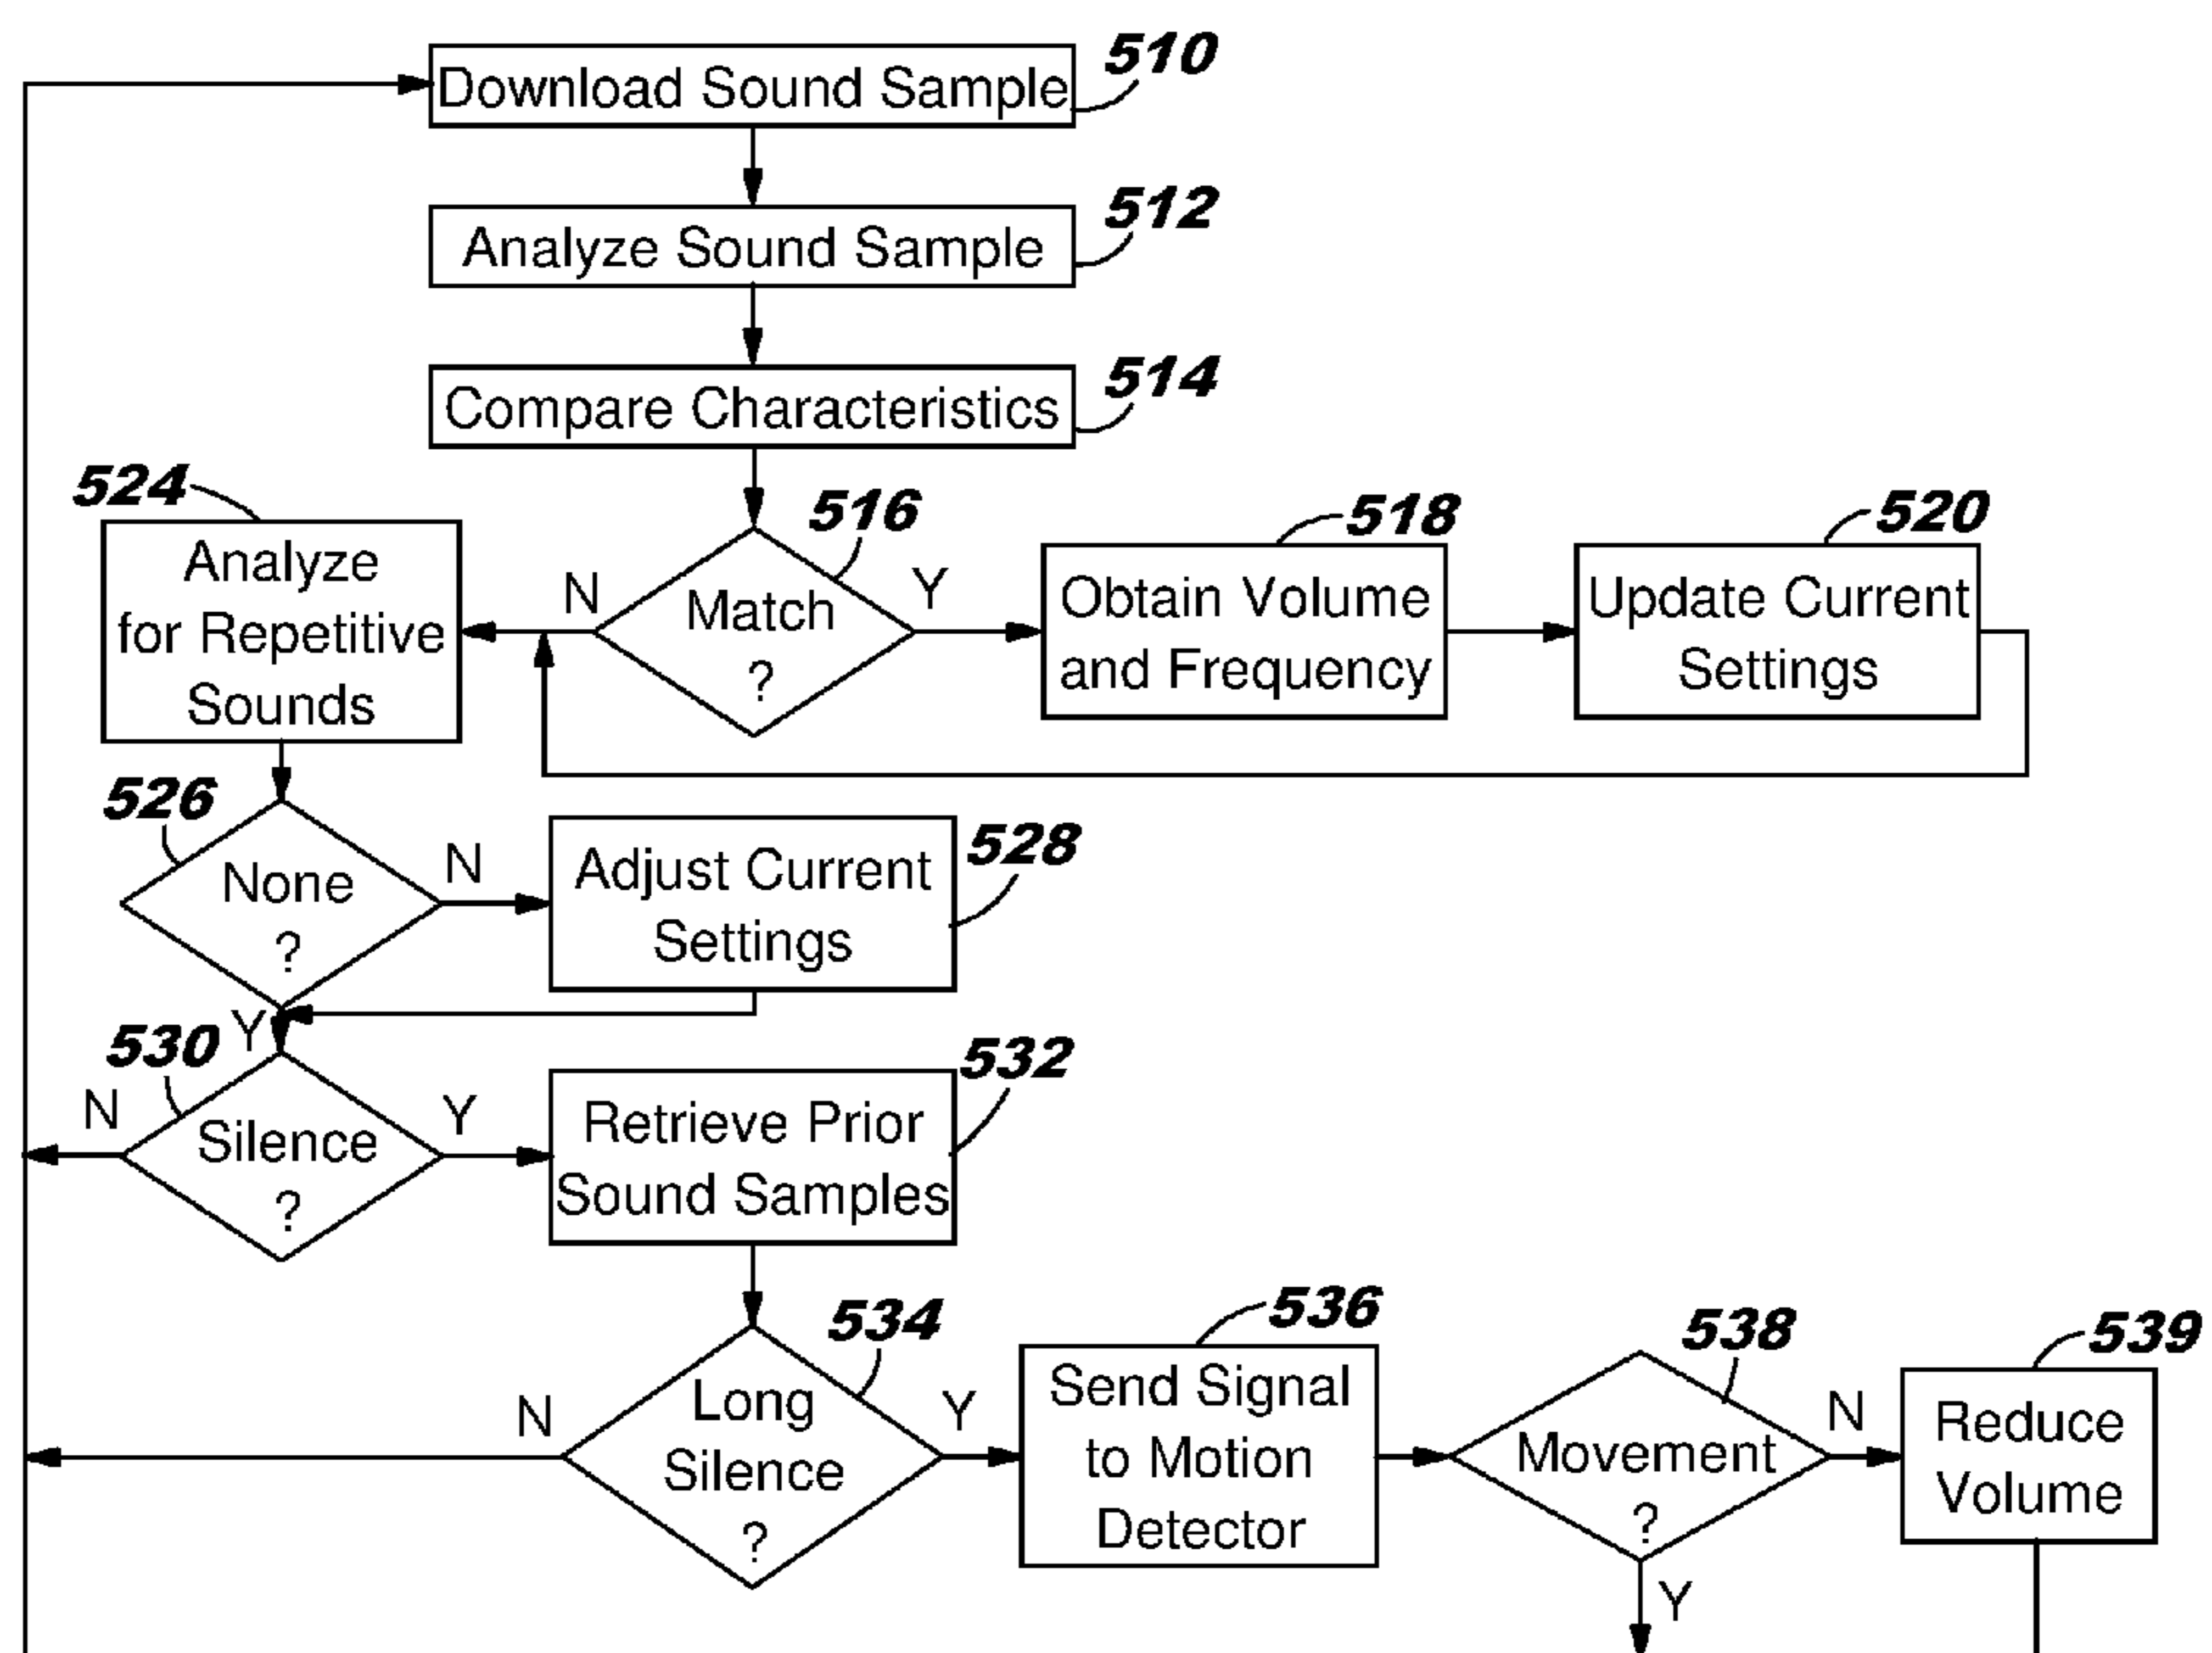 510
Download Sound Sample
512
Analyze Sound Sample
514
Compare Characteristics
524
Analyze
for Repetitive
Sounds
516
N
Match
?
Y
518
Obtain Volume
and Frequency
520
Update Current
Settings
526
None
?
N
Y
528
Adjust Current
Settings
530
N
Silence
?
Y
532
Retrieve Prior
Sound Samples
534
N
Long
Silence
?
Y
536
Send Signal
to Motion
Detector
538
Movement
?
N
Y
539
Reduce
Volume